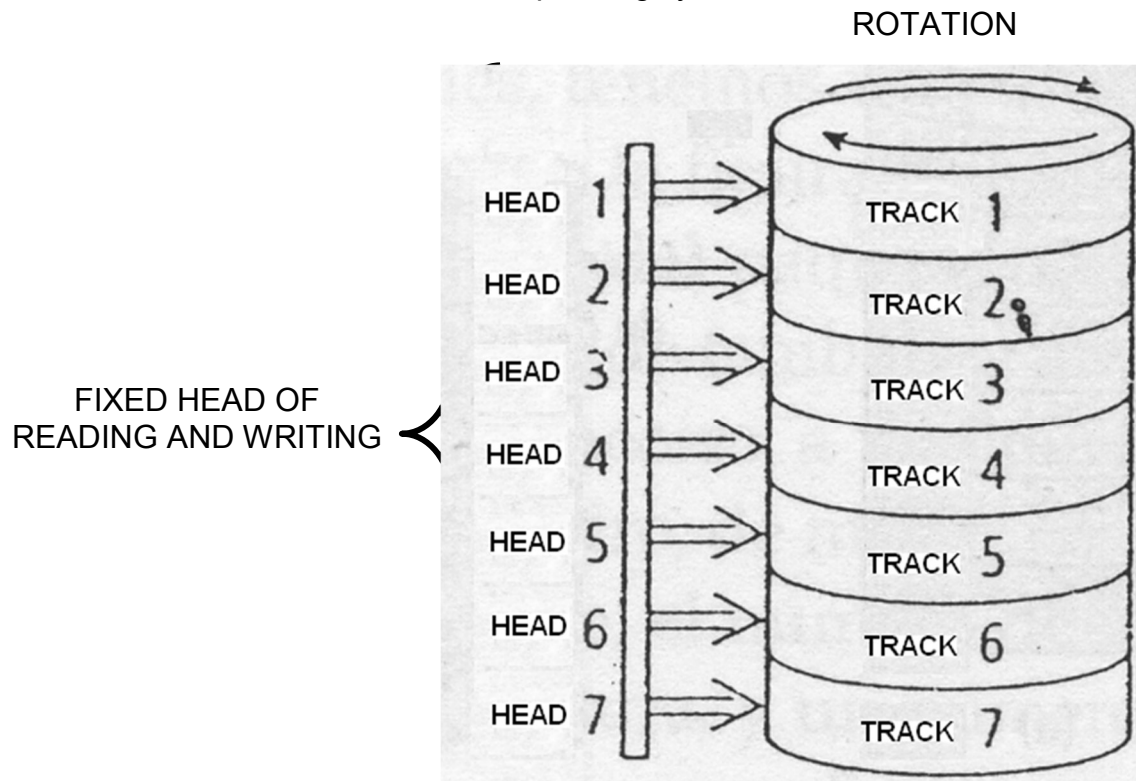 ROTATION
HEAD 1
TRACK 1
HEAD 2
TRACK 2
HEAD 3
TRACK 3
FIXED HEAD OF
READING AND WRITING
HEAD 4
TRACK 4
HEAD 5
TRACK 5
HEAD 6
TRACK 6
HEAD 7
TRACK 7